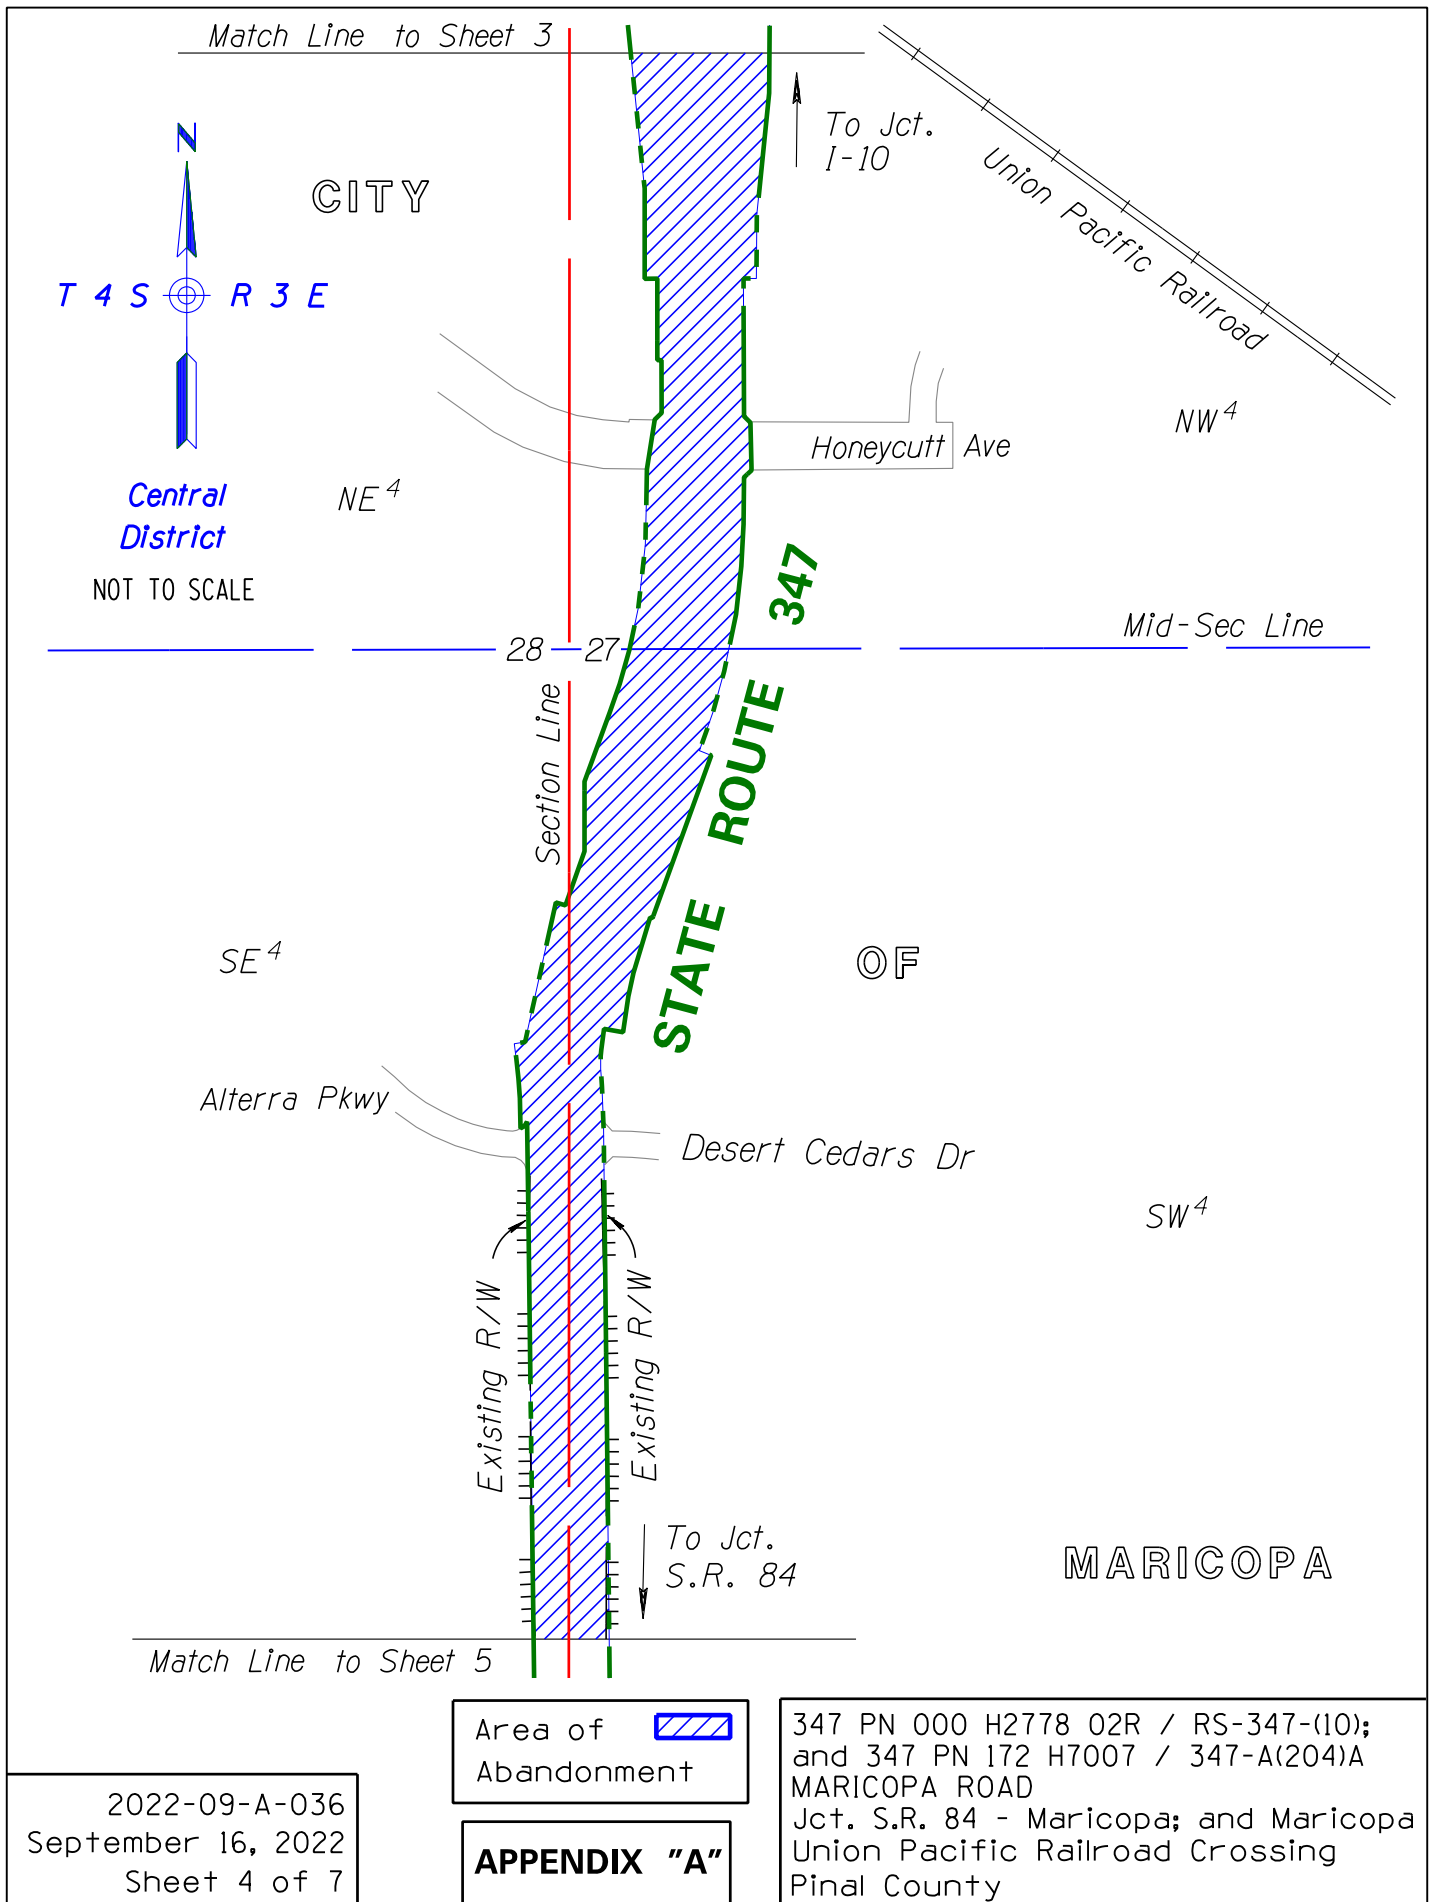 Match Line to Sheet 3
N
To Jct.
I-10
Union Pacific Railroad
CITY
T 4 S R 3 E
NW 4
Honeycutt Ave
Central
District
NE 4
NOT TO SCALE
STATE ROUTE 347
Mid-Sec Line
28 27
Section Line
SE 4
OF
Alterra Pkwy
Desert Cedars Dr
SW 4
Existing R/W
Existing R/W
To Jct.
S.R. 84
MARICOPA
Match Line to Sheet 5
Area of
Abandonment
APPENDIX "A"
2022-09-A-036
September 16, 2022
Sheet 4 of 7
347 PN 000 H2778 02R / RS-347-(10);
and 347 PN 172 H7007 / 347-A(204)A
MARICOPA ROAD
Jct. S.R. 84 - Maricopa; and Maricopa
Union Pacific Railroad Crossing
Pinal County